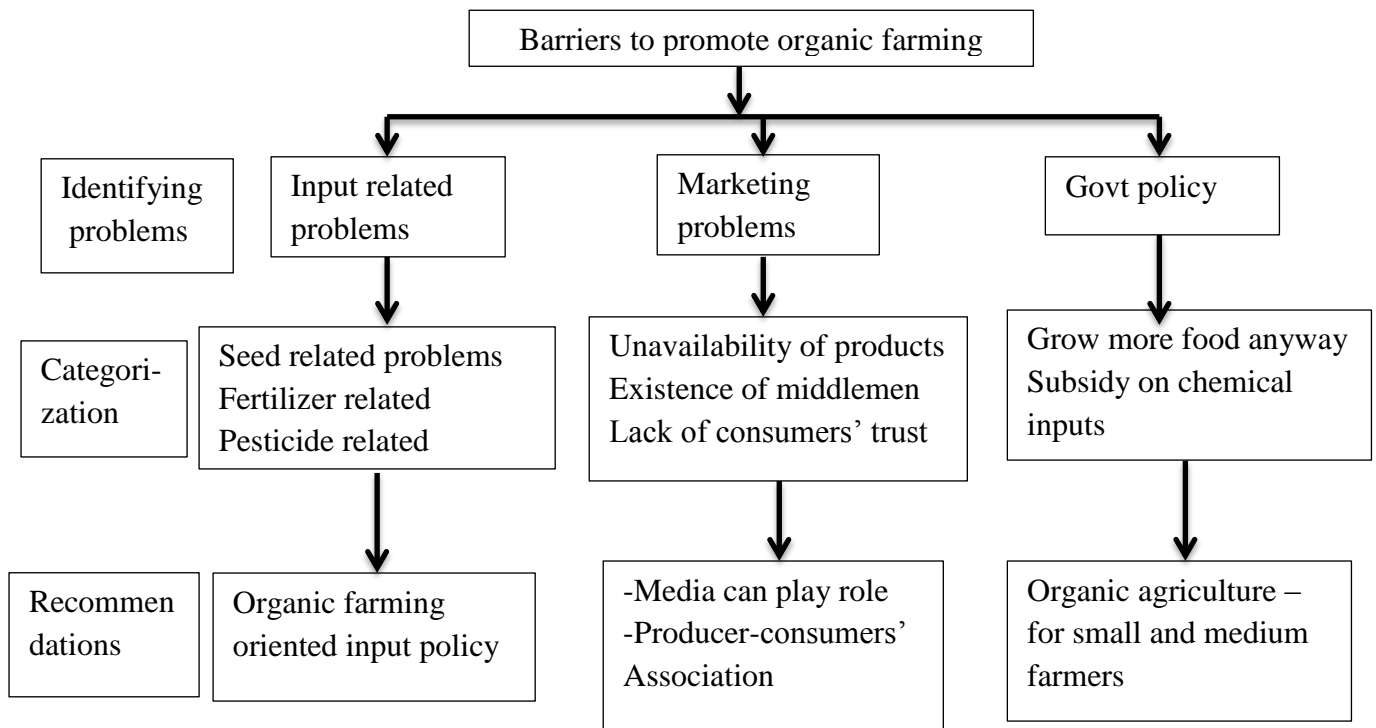 Barriers to promote organic farming
Identifying
problems
Input related
problems
Marketing
problems
Govt policy
Categori-
zation
Seed related problems
Fertilizer related
Pesticide related
Unavailability of products
Existence of middlemen
Lack of consumers’ trust
Grow more food anyway
Subsidy on chemical
inputs
Recommen
dations
Organic farming
oriented input policy
-Media can play role
-Producer-consumers’
Association
Organic agriculture –
for small and medium
farmers